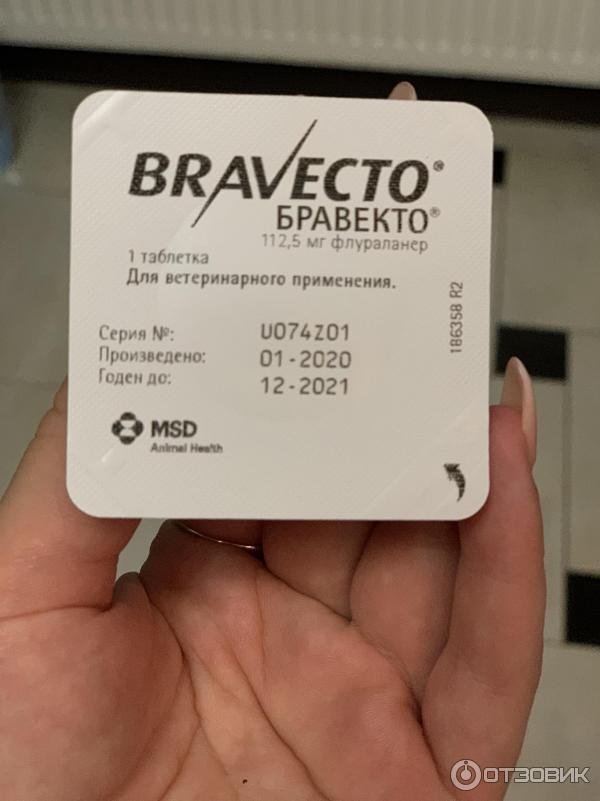 BRAVECTO®
БРАВЕКТО®
112,5 мг флураланер
1 таблетка
Для ветеринарного применения.
Серия №: U074Z01
Произведено: 01-2020
Годен до: 12-2021
186358 R2
MSD
Animal Health
ОТЗОВИК